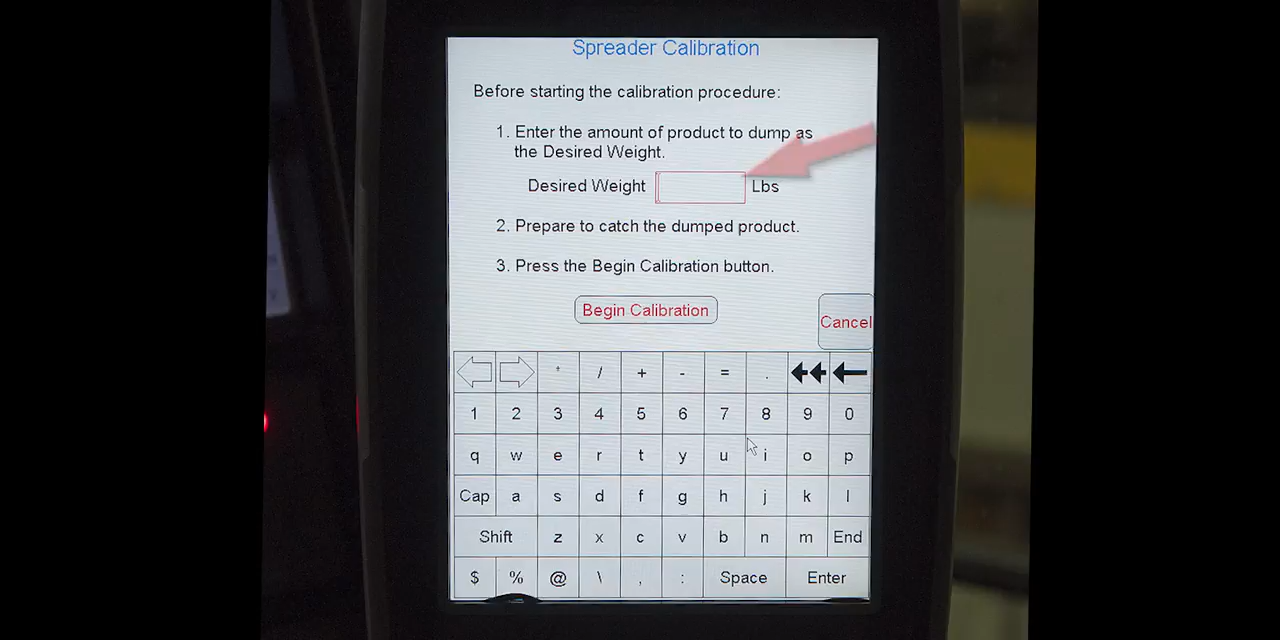 Spreader Calibration
Before starting the calibration procedure:
1. Enter the amount of product to dump as
the Desired Weight.
Desired Weight Lbs
2. Prepare to catch the dumped product.
3. Press the Begin Calibration button.
Begin Calibration
Cancel
* / + - = .
1 2 3 4 5 6 7 8 9 0
q w e r t y u i o p
Cap a s d f g h j k l
Shift z x c v b n m End
$ % @ \ , : Space Enter